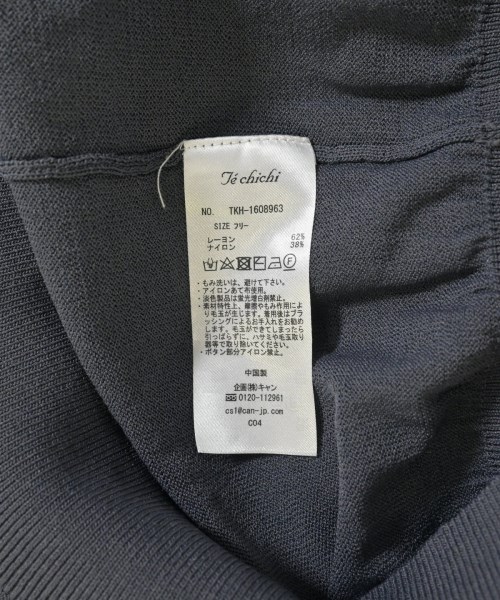 Té chichi
NO. TKH-1608963
SIZE フリー
レーヨン 62%
ナイロン 38%
・もみ洗いは、避けて下さい。
・アイロンあて布使用。
・淡色製品は蛍光増白剤禁止。
・素材特性上、摩擦やもみ作用によ
り毛玉が生じます。着用後はブラ
ッシングによるお手入れをお勧め
します。毛玉ができてしまったら
引っぱらずに、ハサミや毛玉取り
器等で取り除いてください。
・ボタン部分アイロン禁止。
中国製
企画㈱キャン
0120-112961
cs1@can-jp.com
C04